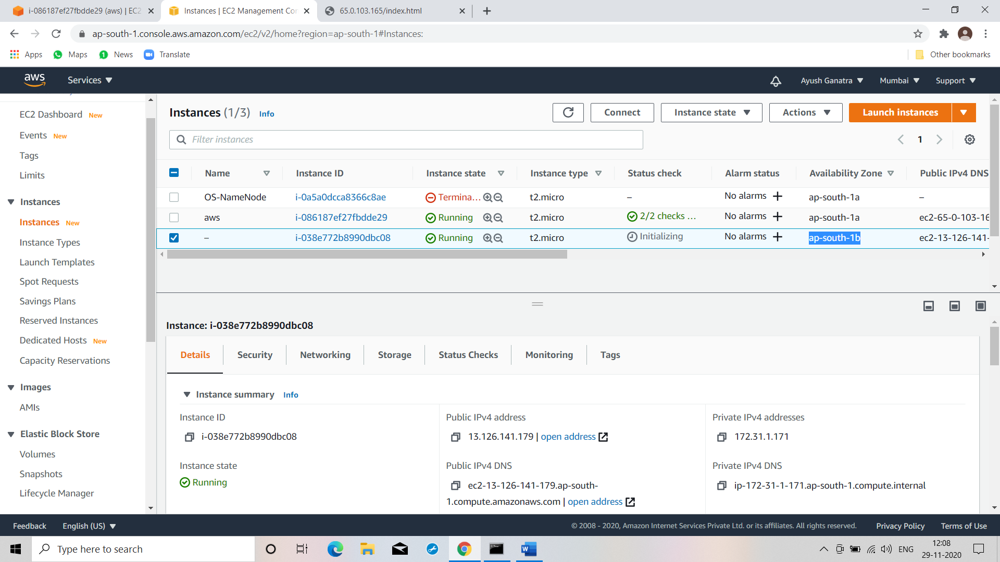 i-086187ef27fbdde29 (aws) | EC2
Instances | EC2 Management Con
65.0.103.165/index.html
ap-south-1.console.aws.amazon.com/ec2/v2/home?region=ap-south-1#Instances:
Apps
Maps
News
Translate
Other bookmarks
aws
Services
Ayush Ganatra
Mumbai
Support
EC2 Dashboard New
Events New
Tags
Limits
Instances
Instances New
Instance Types
Launch Templates
Spot Requests
Savings Plans
Reserved Instances
Dedicated Hosts New
Capacity Reservations
Images
AMIs
Elastic Block Store
Volumes
Snapshots
Lifecycle Manager
Instances (1/3) Info
Connect
Instance state
Actions
Launch instances
Filter instances
1
Name Instance ID Instance state Instance type Status check Alarm status Availability Zone Public IPv4 DNS
OS-NameNode i-0a5a0dcca8366c8ae Termina... t2.micro – No alarms + ap-south-1a –
aws i-086187ef27fbdde29 Running t2.micro 2/2 checks ... No alarms + ap-south-1a ec2-65-0-103-16
– i-038e772b8990dbc08 Running t2.micro Initializing No alarms + ap-south-1b ec2-13-126-141-
Instance: i-038e772b8990dbc08
Details
Security
Networking
Storage
Status Checks
Monitoring
Tags
Instance summary Info
Instance ID
i-038e772b8990dbc08
Public IPv4 address
13.126.141.179 | open address
Private IPv4 addresses
172.31.1.171
Instance state
Running
Public IPv4 DNS
ec2-13-126-141-179.ap-south-
1.compute.amazonaws.com | open address
Private IPv4 DNS
ip-172-31-1-171.ap-south-1.compute.internal
Feedback
English (US)
© 2008 - 2020, Amazon Internet Services Private Ltd. or its affiliates. All rights reserved.
Privacy Policy
Terms of Use
Type here to search
ENG
12:08
29-11-2020